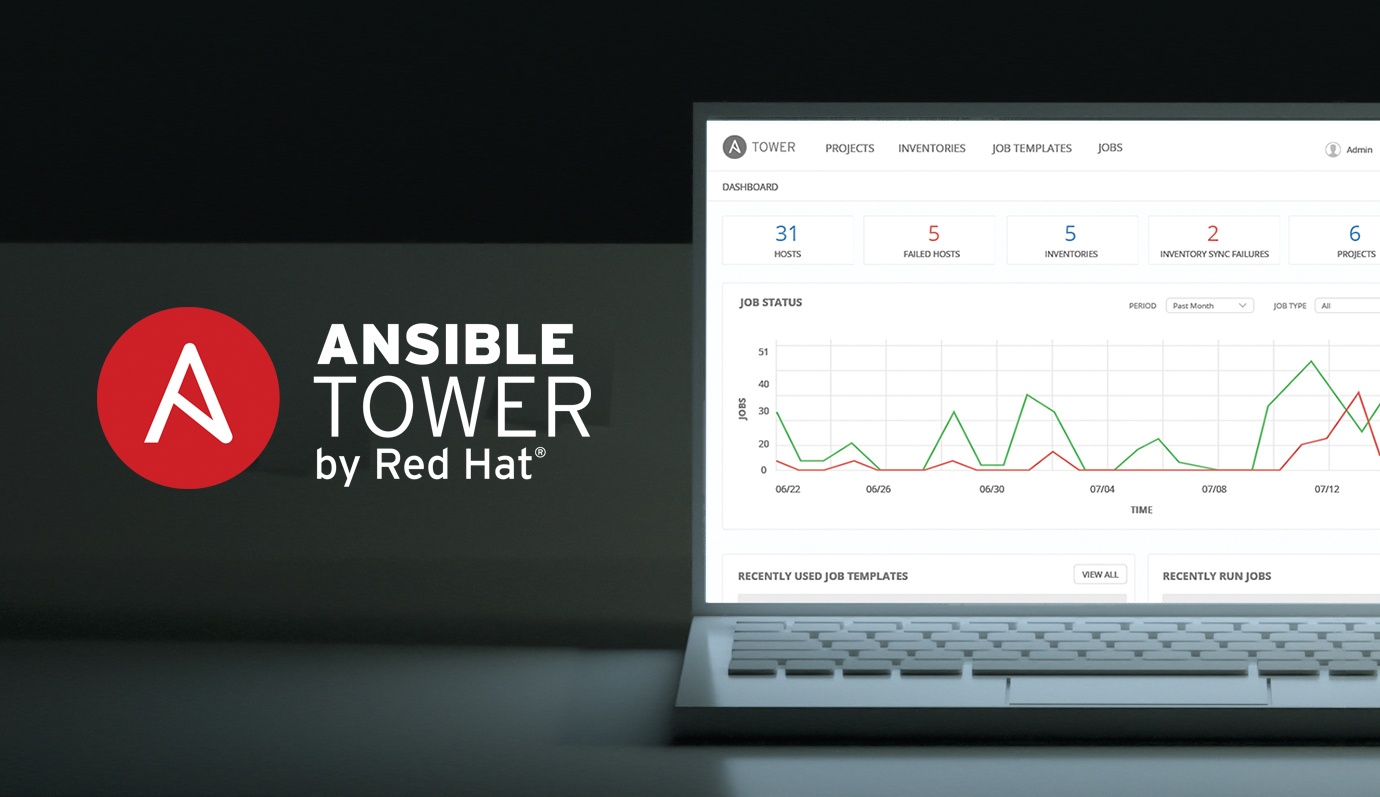 ANSIBLE
TOWER
by Red Hat®
TOWER PROJECTS INVENTORIES JOB TEMPLATES JOBS Admin
DASHBOARD
31 5 5 2 6
HOSTS FAILED HOSTS INVENTORIES INVENTORY SYNC FAILURES PROJECTS
JOB STATUS PERIOD Past Month JOB TYPE All
51
40
30
20
0
JOBS
06/22 06/26 06/30 07/04 07/08 07/12
TIME
RECENTLY USED JOB TEMPLATES VIEW ALL RECENTLY RUN JOBS